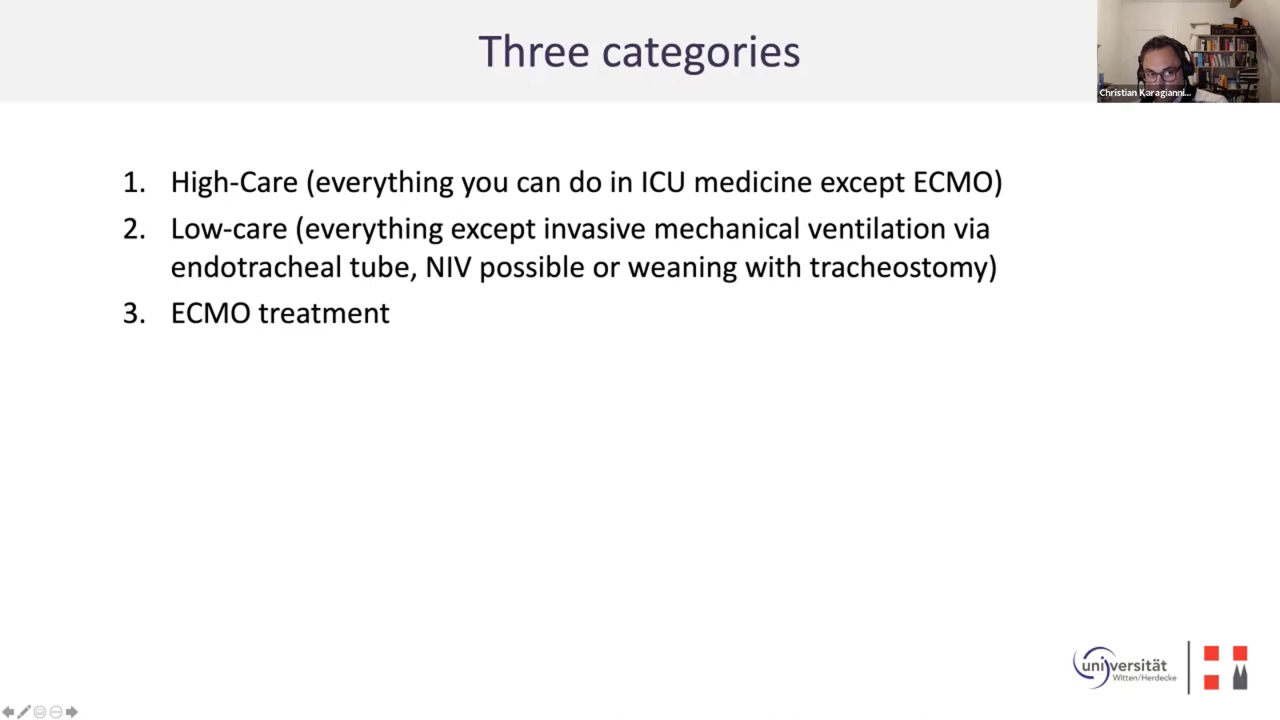 Three categories
Christian Karagianni...
1. High-Care (everything you can do in ICU medicine except ECMO)
2. Low-care (everything except invasive mechanical ventilation via
endotracheal tube, NIV possible or weaning with tracheostomy)
3. ECMO treatment
universität
Witten/Herdecke